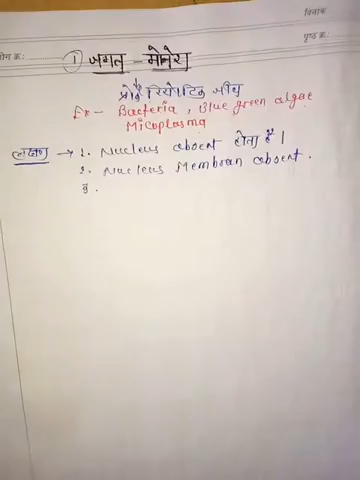 दिनांक
योग क्र.:
पृष्ठ क्र.:
① जगत - मोनेरा
प्रोकैरियोटिक जीव
Ex - Bacteria, Blue green algae
Micoplasma
लक्षण → 1. Nucleus absent होता है।
2. Nucleus Membran absent.
3.